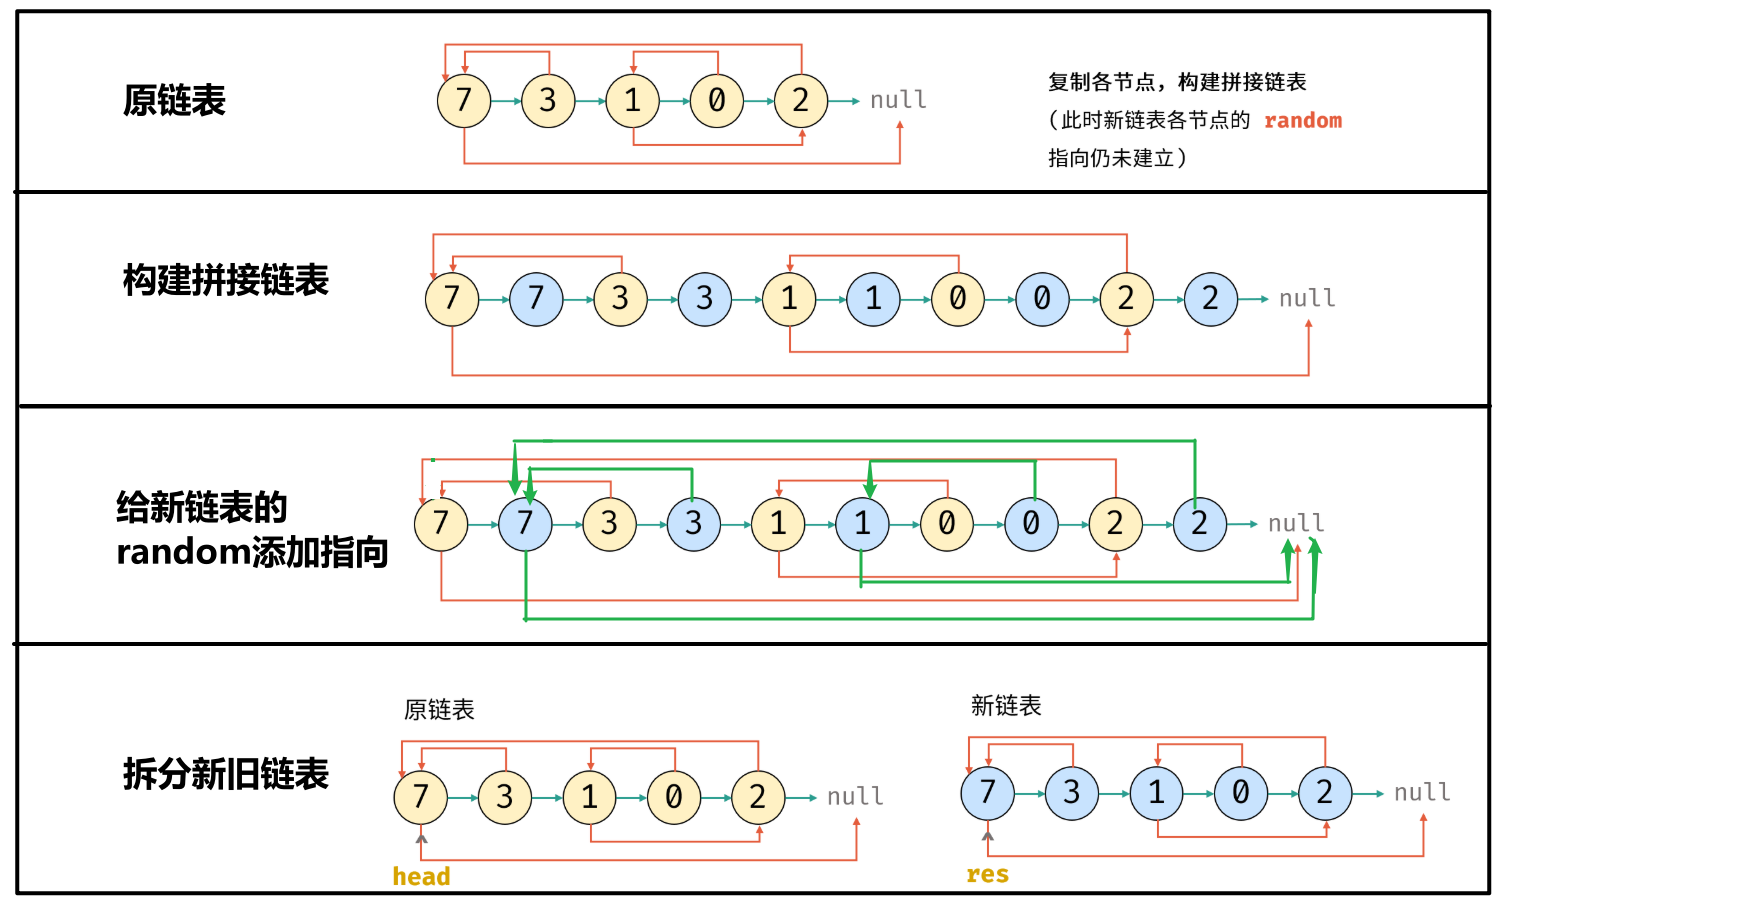 原链表
7 3 1 0 2 null
复制各节点，构建拼接链表
（此时新链表各节点的 random
指向仍未建立）
构建拼接链表
7 7 3 3 1 1 0 0 2 2 null
给新链表的
random添加指向
7 7 3 3 1 1 0 0 2 2 null
拆分新旧链表
原链表
7 3 1 0 2 null
head
新链表
7 3 1 0 2 null
res